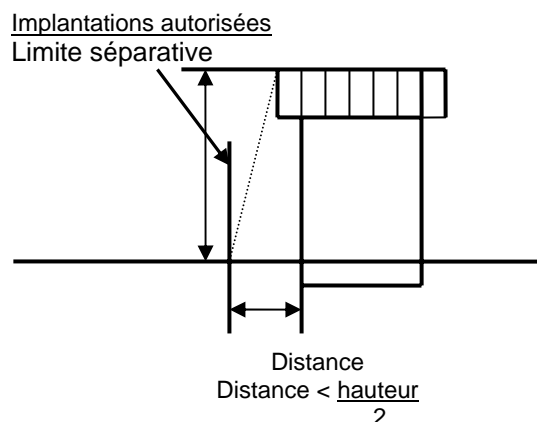 Implantations autorisées
Limite séparative
Distance
Distance < hauteur
2